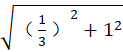 √((1/3)² + 1²)